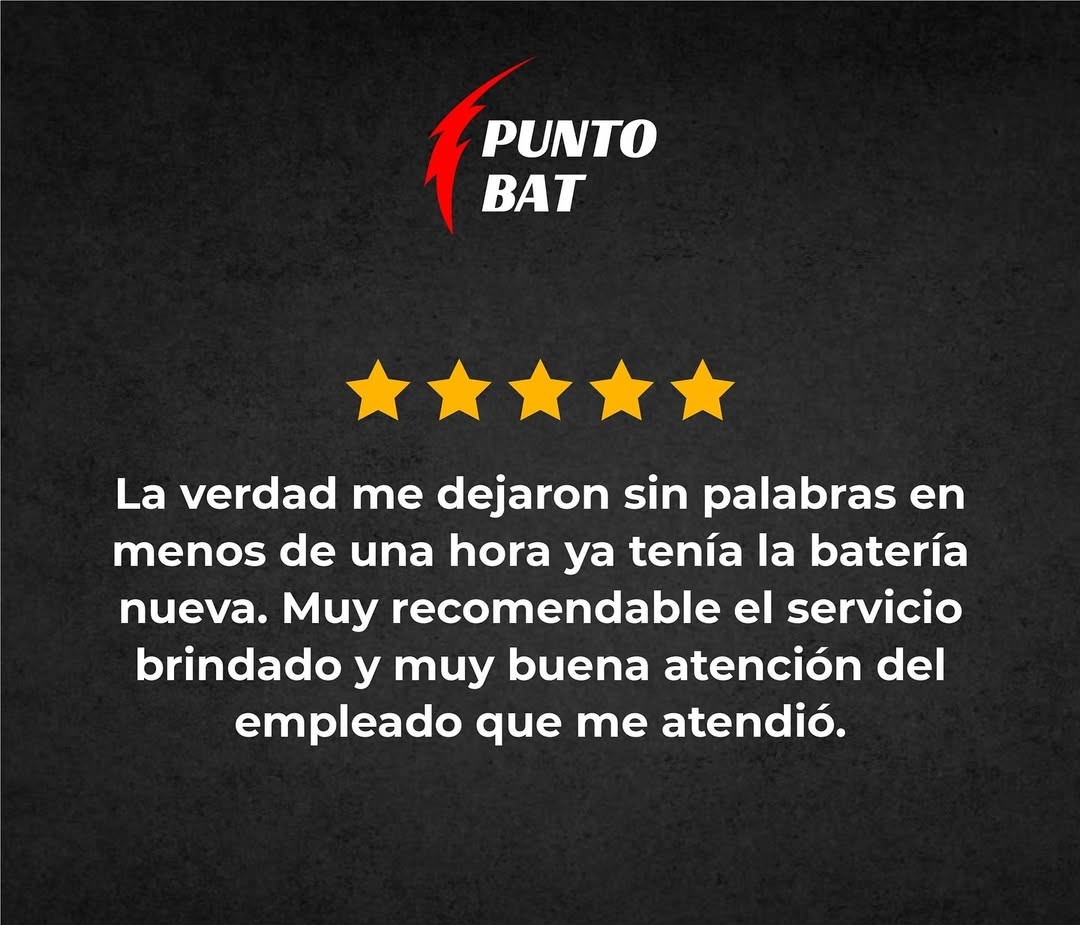 PUNTO
BAT
La verdad me dejaron sin palabras en
menos de una hora ya tenía la batería
nueva. Muy recomendable el servicio
brindado y muy buena atención del
empleado que me atendió.